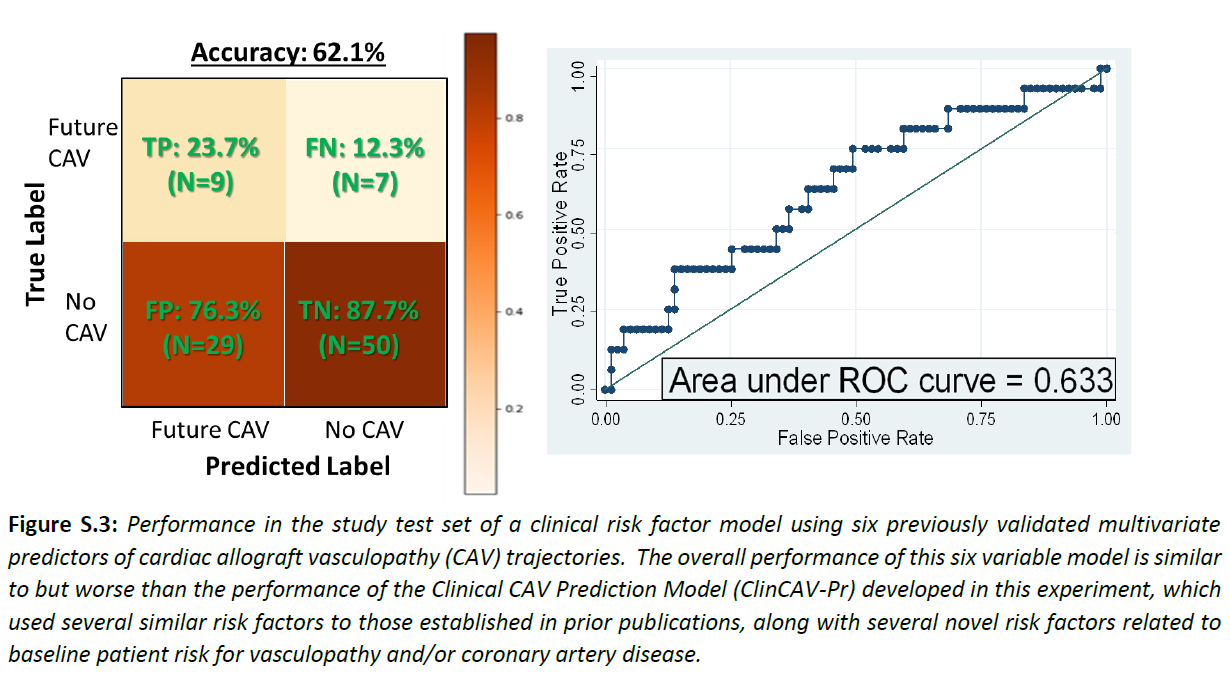 Accuracy: 62.1%
Future
CAV
TP: 23.7%
(N=9)
FN: 12.3%
(N=7)
True Label
No
CAV
FP: 76.3%
(N=29)
TN: 87.7%
(N=50)
Future CAV
No CAV
Predicted Label
0.8
0.6
0.4
0.2
True Positive Rate
1.00
0.75
0.50
0.25
0.00
Area under ROC curve = 0.633
0.00
0.25
0.50
0.75
1.00
False Positive Rate
Figure S.3: Performance in the study test set of a clinical risk factor model using six previously validated multivariate
predictors of cardiac allograft vasculopathy (CAV) trajectories. The overall performance of this six variable model is similar
to but worse than the performance of the Clinical CAV Prediction Model (ClinCAV-Pr) developed in this experiment, which
used several similar risk factors to those established in prior publications, along with several novel risk factors related to
baseline patient risk for vasculopathy and/or coronary artery disease.